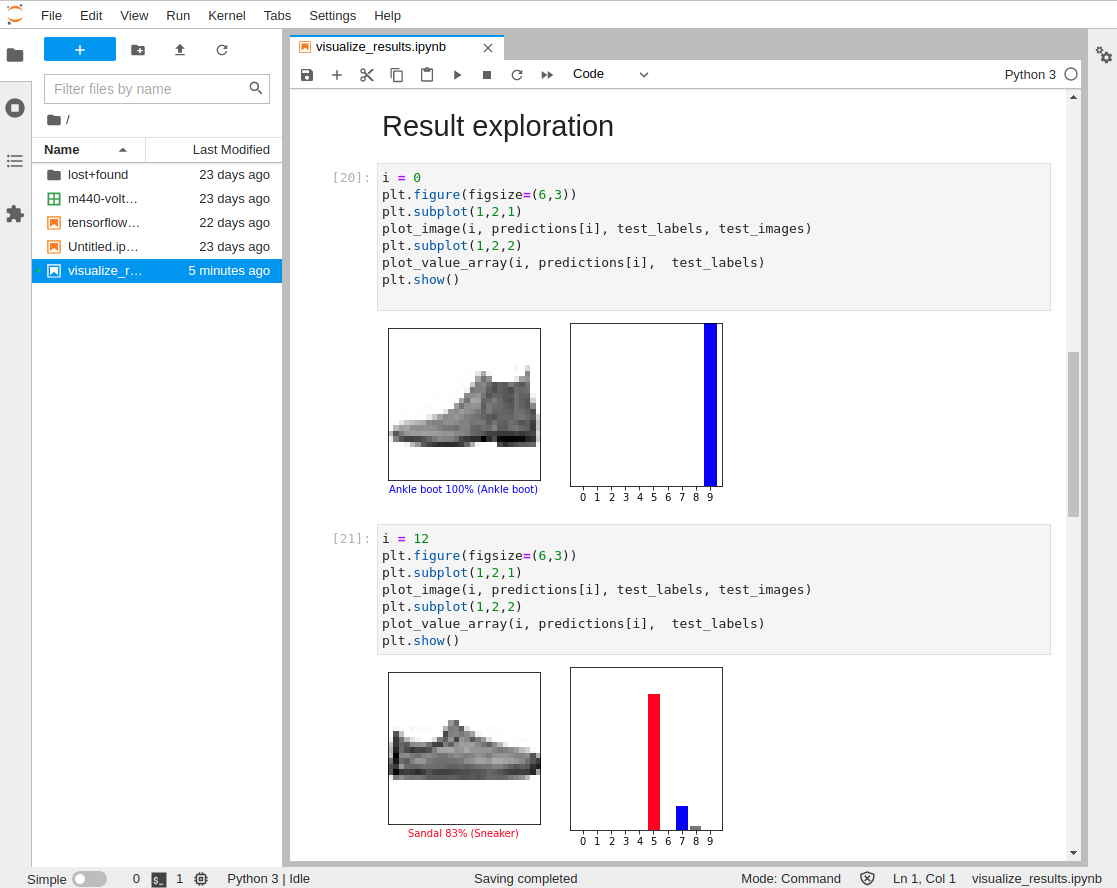 File Edit View Run Kernel Tabs Settings Help
+
Filter files by name
/
Name Last Modified
lost+found 23 days ago
m440-volt… 23 days ago
tensorflow… 22 days ago
Untitled.ip… 23 days ago
visualize_r… 5 minutes ago
visualize_results.ipynb
Code
Python 3
Result exploration
[20]:
i = 0
plt.figure(figsize=(6,3))
plt.subplot(1,2,1)
plot_image(i, predictions[i], test_labels, test_images)
plt.subplot(1,2,2)
plot_value_array(i, predictions[i],  test_labels)
plt.show()
Ankle boot 100% (Ankle boot)
0 1 2 3 4 5 6 7 8 9
[21]:
i = 12
plt.figure(figsize=(6,3))
plt.subplot(1,2,1)
plot_image(i, predictions[i], test_labels, test_images)
plt.subplot(1,2,2)
plot_value_array(i, predictions[i],  test_labels)
plt.show()
Sandal 83% (Sneaker)
0 1 2 3 4 5 6 7 8 9
Simple 0 $_ 1 Python 3 | Idle Saving completed Mode: Command Ln 1, Col 1 visualize_results.ipynb